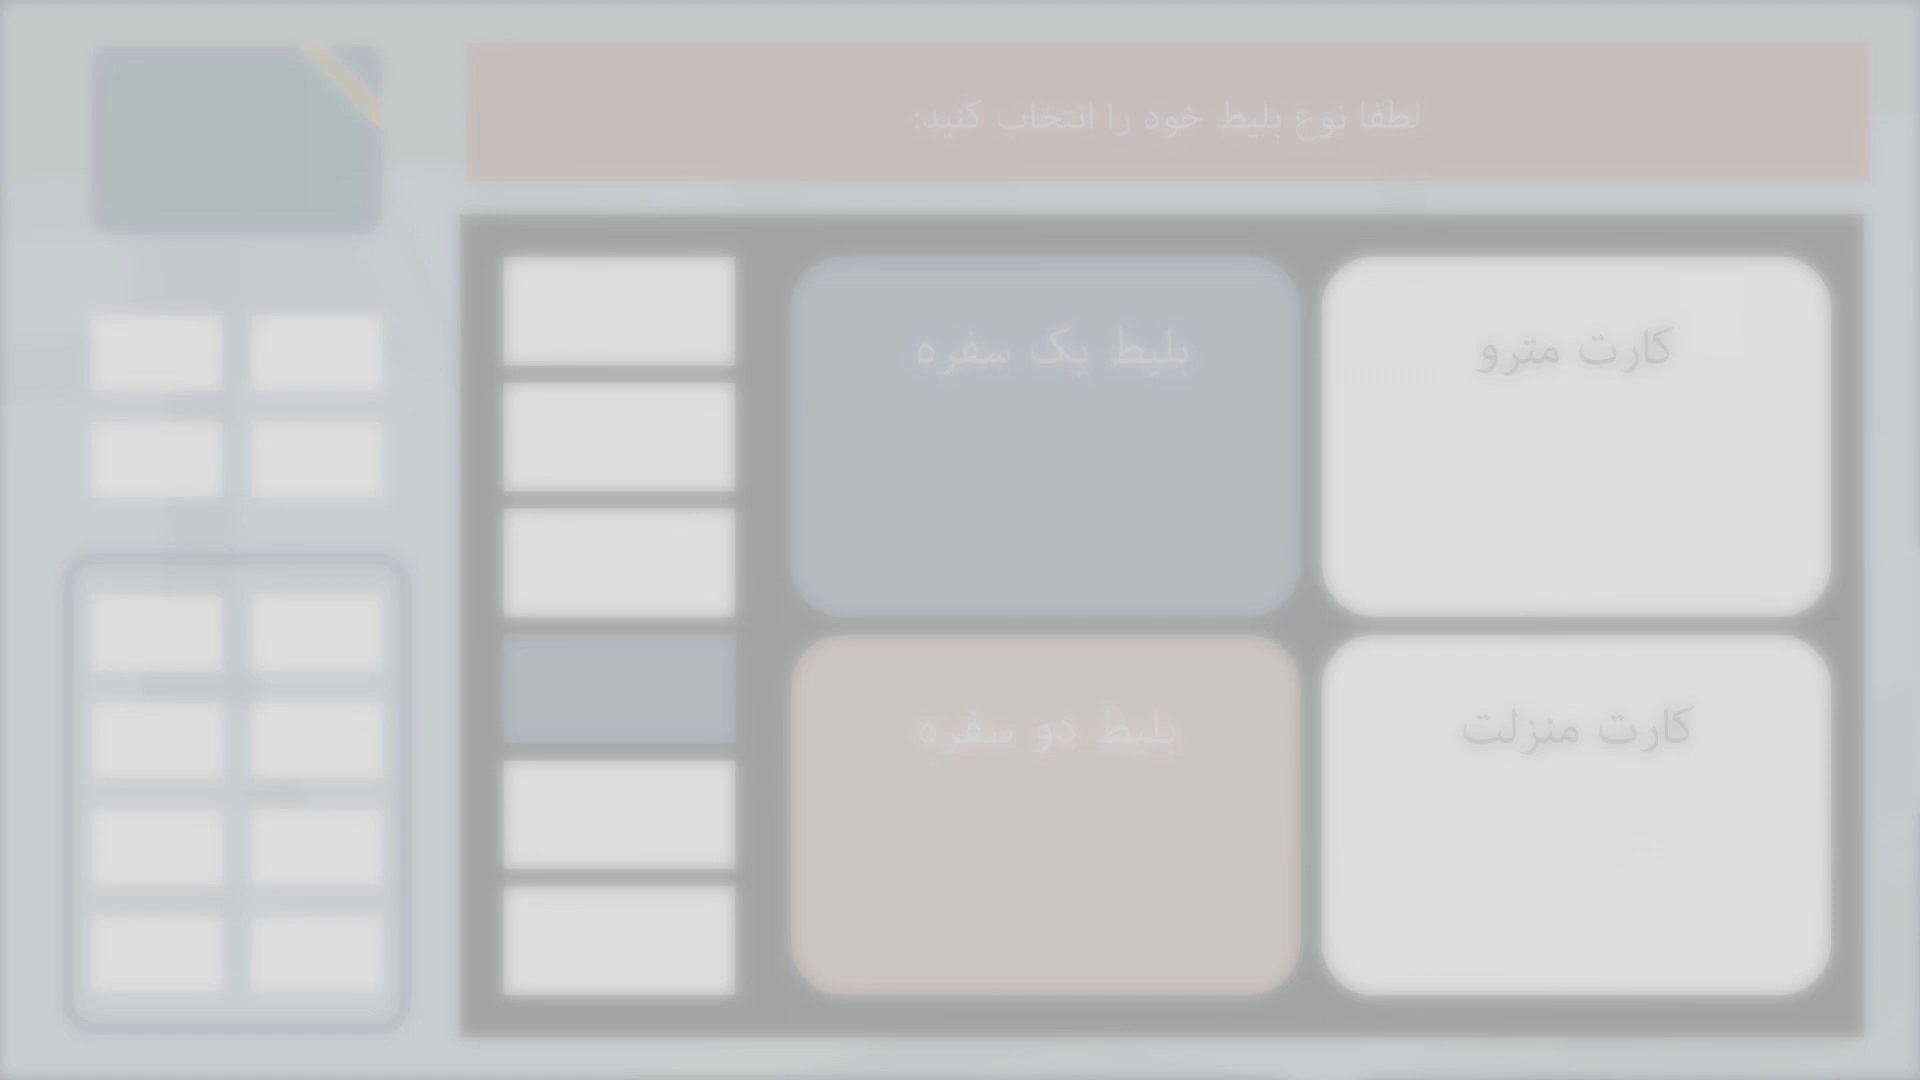 لطفا نوع بلیط خود را انتخاب کنید:
کارت مترو
بلیط یک سفره
کارت منزلت
بلیط دو سفره